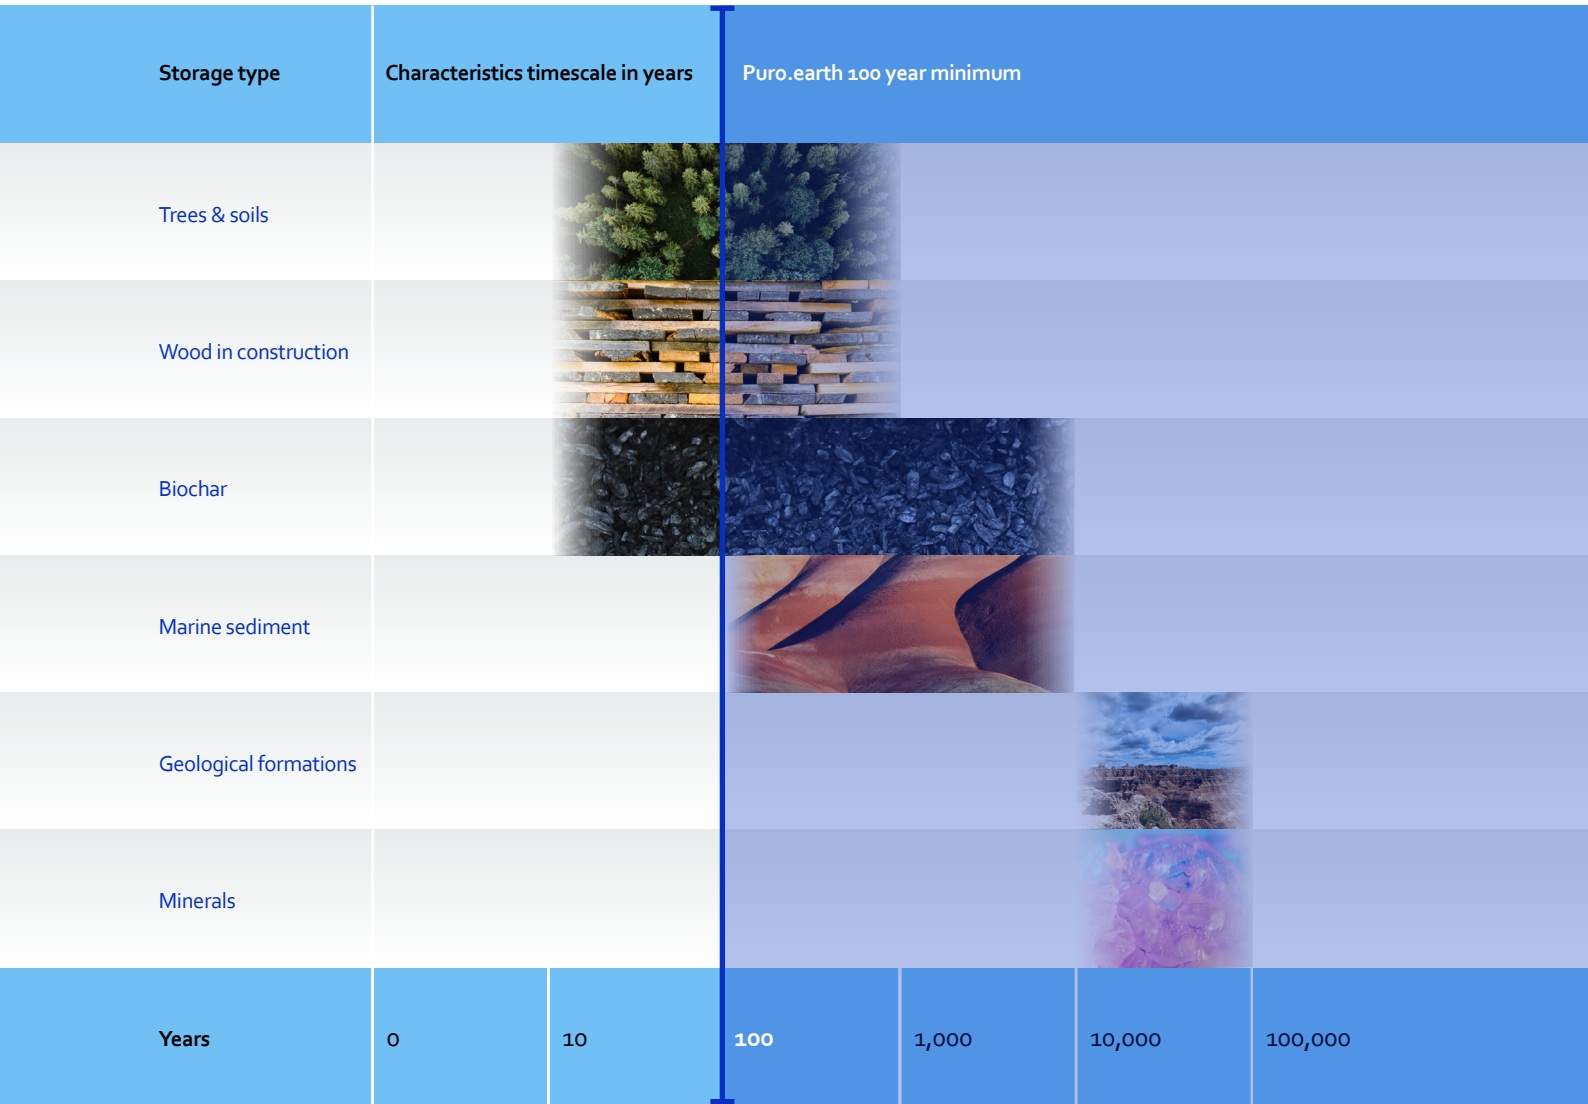 Storage type
Characteristics timescale in years
Puro.earth 100 year minimum
Trees & soils
Wood in construction
Biochar
Marine sediment
Geological formations
Minerals
Years
0
10
100
1,000
10,000
100,000